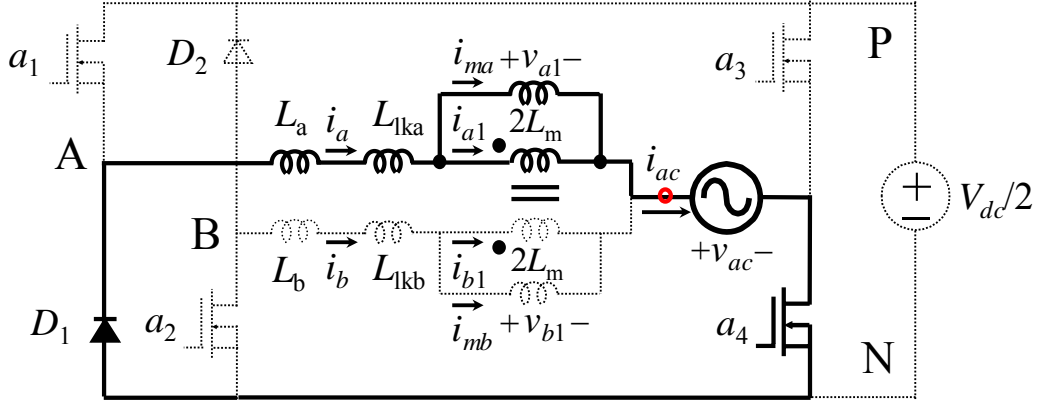 a1
D2
ima
+va1−
a3
P
La
ia
Llka
ia1
2Lm
A
iac
+
−
Vdc/2
B
Lb
ib
Llkb
ib1
2Lm
+vac−
D1
a2
imb
+vb1−
a4
N